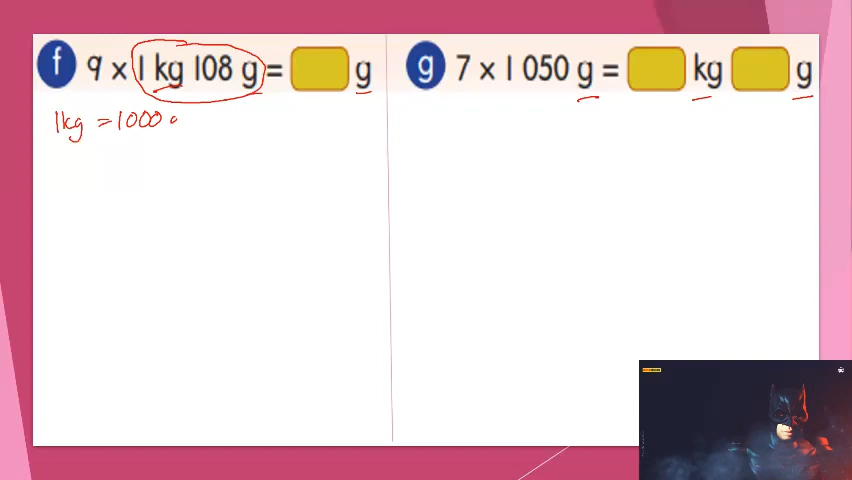 f 9 × 1 kg 108 g = g
1kg = 1000
g 7 × 1 050 g = kg g